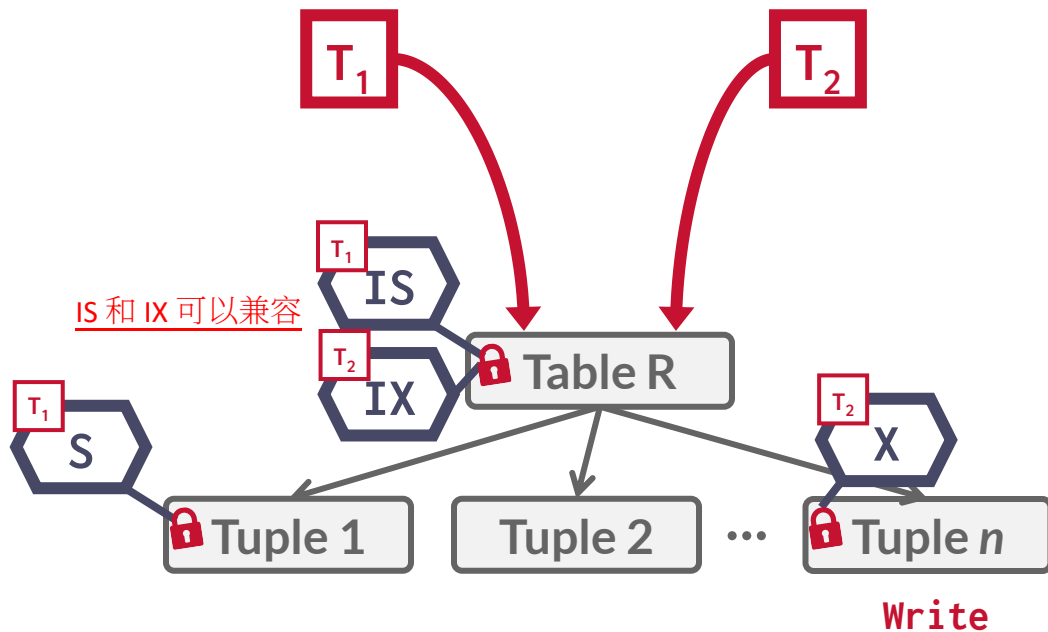 T₁
T₂
T₁
IS
IS 和 IX 可以兼容
T₂
IX
Table R
T₁
S
T₂
X
Tuple 1
Tuple 2
...
Tuple n
Write